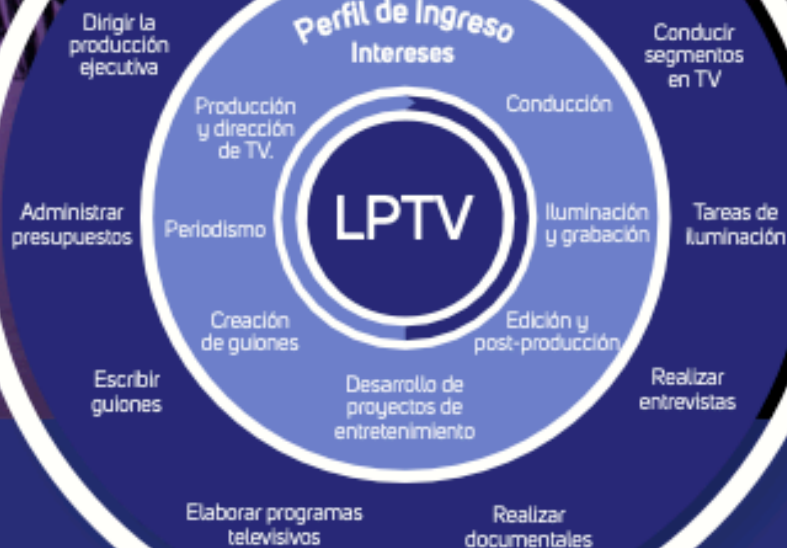 Perfil de Ingreso
Intereses
Producción
y dirección
de TV.
Conducción
Periodismo
LPTV
Iluminación
y grabación
Creación
de guiones
Edición y
post-producción
Desarrollo de
proyectos de
entretenimiento
Dirigir la
producción
ejecutiva
Conducir
segmentos
en TV
Administrar
presupuestos
Tareas de
iluminación
Escribir
guiones
Realizar
entrevistas
Elaborar programas
televisivos
Realizar
documentales